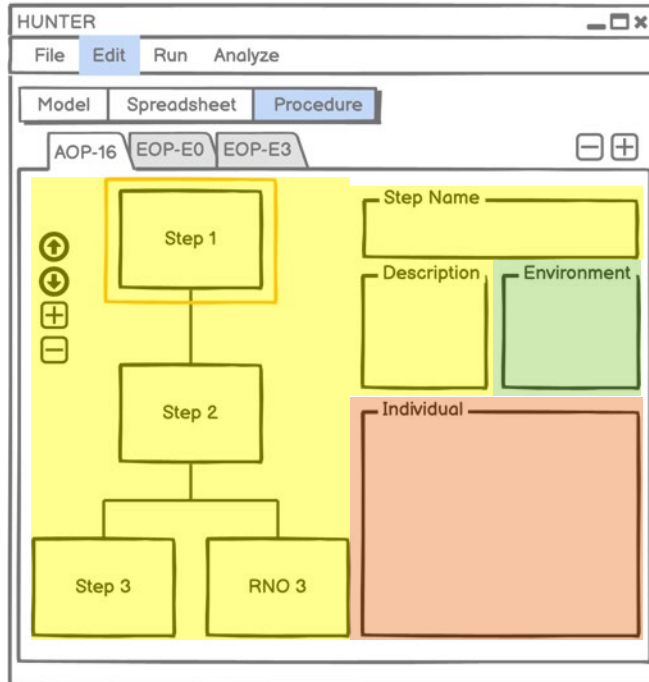 HUNTER
File Edit Run Analyze
Model Spreadsheet Procedure
AOP-16 EOP-E0 EOP-E3
Step 1
Step 2
Step 3
RNO 3
Step Name
Description
Environment
Individual